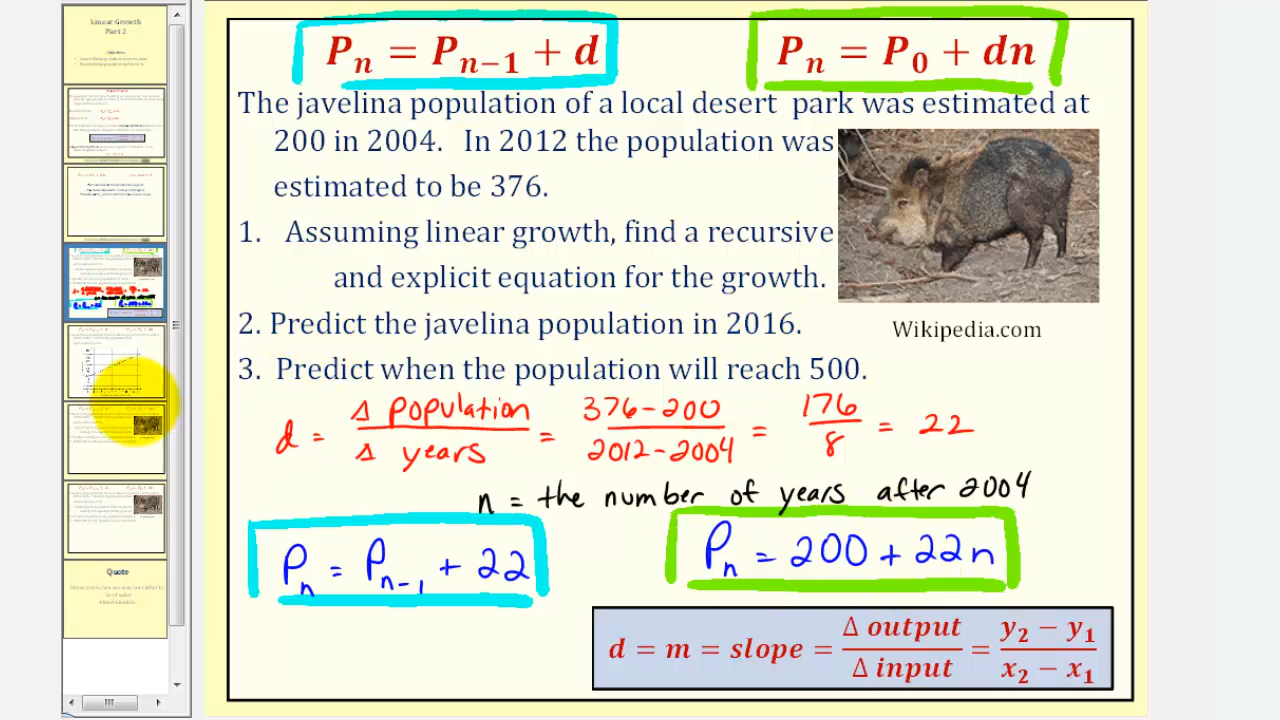 Linear Growth
Part 2
Pₙ = Pₙ₋₁ + d
Pₙ = P₀ + dn
The javelina population of a local desert park was estimated at
200 in 2004. In 2012 the population was
estimated to be 376.
1. Assuming linear growth, find a recursive
and explicit equation for the growth.
2. Predict the javelina population in 2016.
Wikipedia.com
3. Predict when the population will reach 500.
d = Δ population / Δ years = 376-200 / 2012-2004 = 176 / 8 = 22
n = the number of years after 2004
Pₙ = Pₙ₋₁ + 22
Pₙ = 200 + 22n
d = m = slope = Δ output / Δ input = y₂ − y₁ / x₂ − x₁
Quote